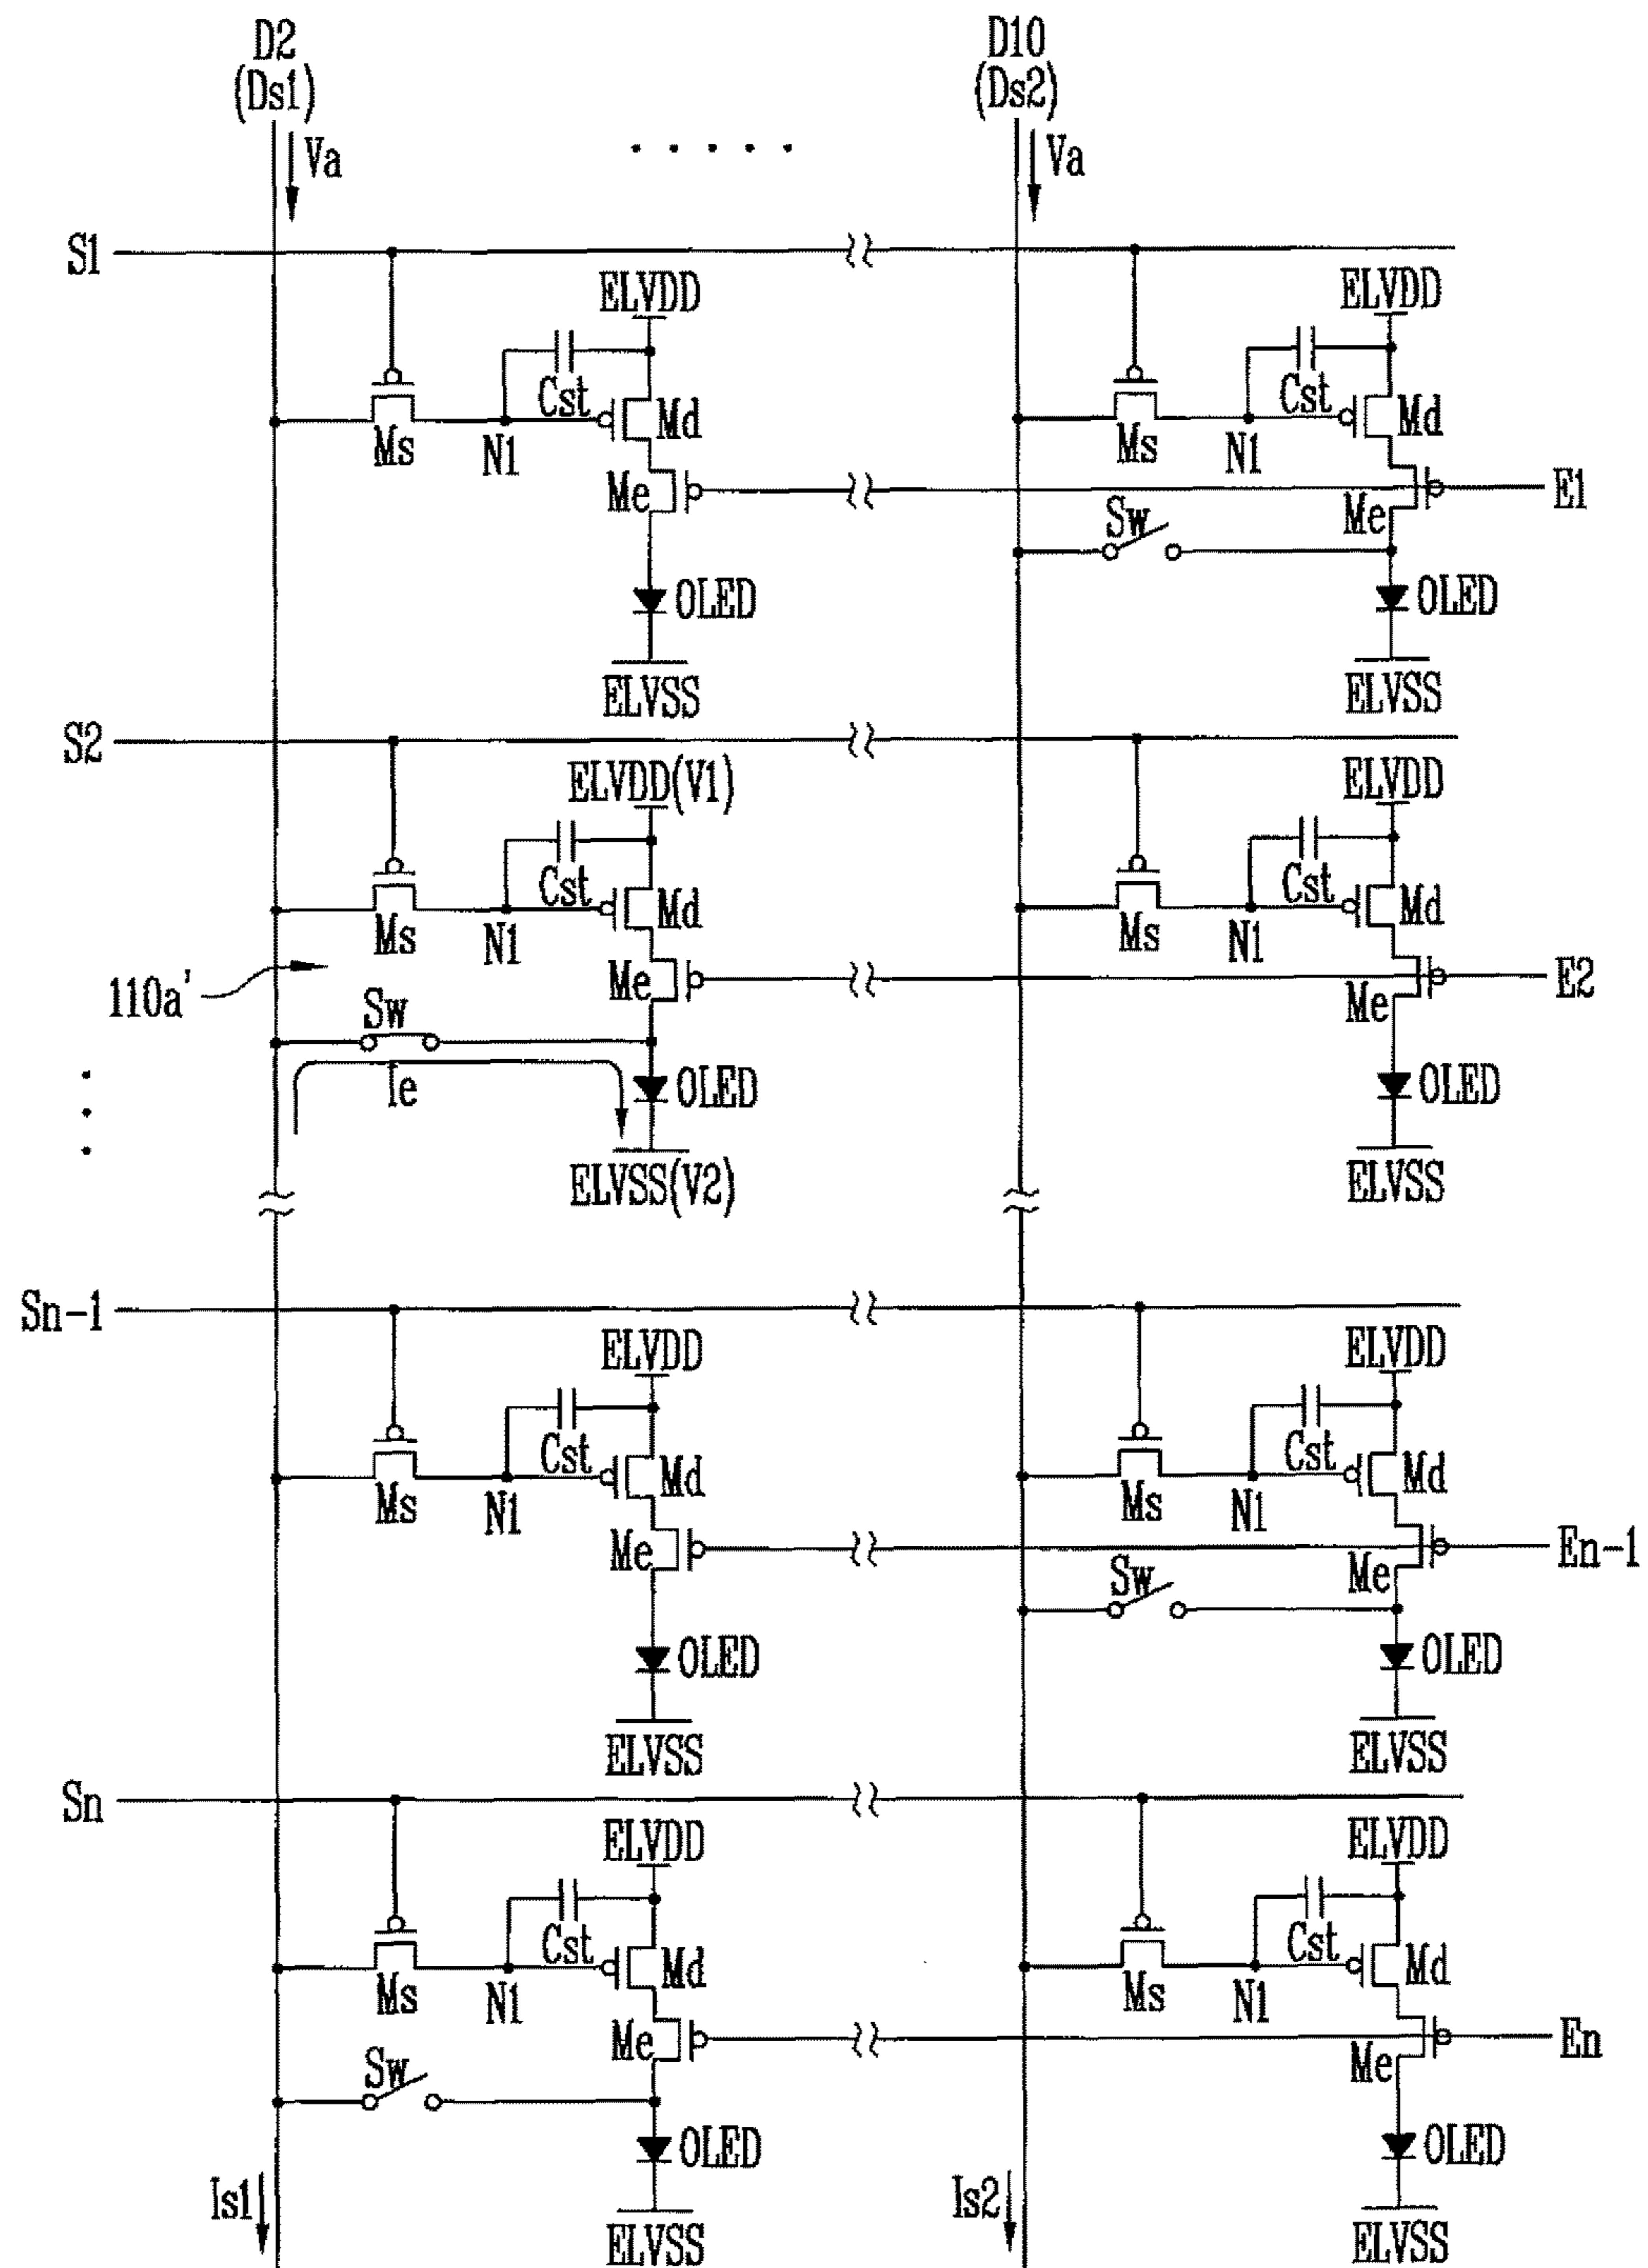 D2
(Ds1)
D10
(Ds2)
Va
Va
S1
ELVDD
ELVDD
Cst
Md
Ms
N1
Cst
Md
Ms
N1
Me
Me
E1
Sw
OLED
OLED
ELVSS
ELVSS
S2
ELVDD(V1)
ELVDD
Cst
Md
Ms
N1
Cst
Md
Ms
N1
110a'
Me
Me
E2
Sw
Ie
OLED
OLED
ELVSS(V2)
ELVSS
Sn-1
ELVDD
ELVDD
Cst
Md
Ms
N1
Cst
Md
Ms
N1
Me
Me
En-1
Sw
OLED
OLED
ELVSS
ELVSS
Sn
ELVDD
ELVDD
Cst
Md
Ms
N1
Cst
Md
Ms
N1
Me
Me
En
Sw
OLED
OLED
Is1
Is2
ELVSS
ELVSS